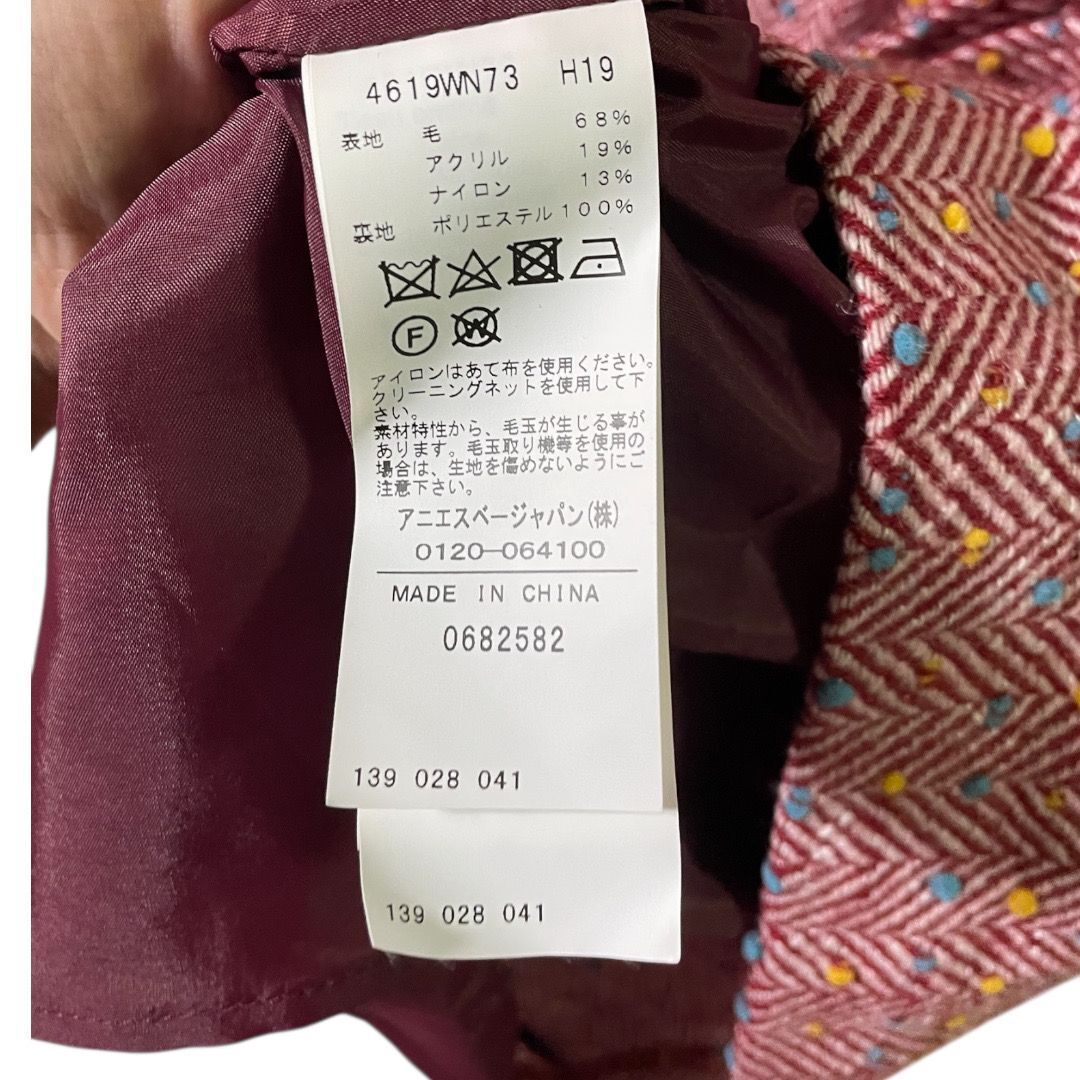 4619WN73 H19
表地 毛 68%
アクリル 19%
ナイロン 13%
裏地 ポリエステル 100%
F W
アイロンはあて布を使用ください。
クリーニングネットを使用して下
さい。
素材特性から、毛玉が生じる事が
あります。毛玉取り機等を使用の
場合は、生地を傷めないようにご
注意下さい。
アニエスベージャパン(株)
0120-064100
MADE IN CHINA
0682582
139 028 041
139 028 041